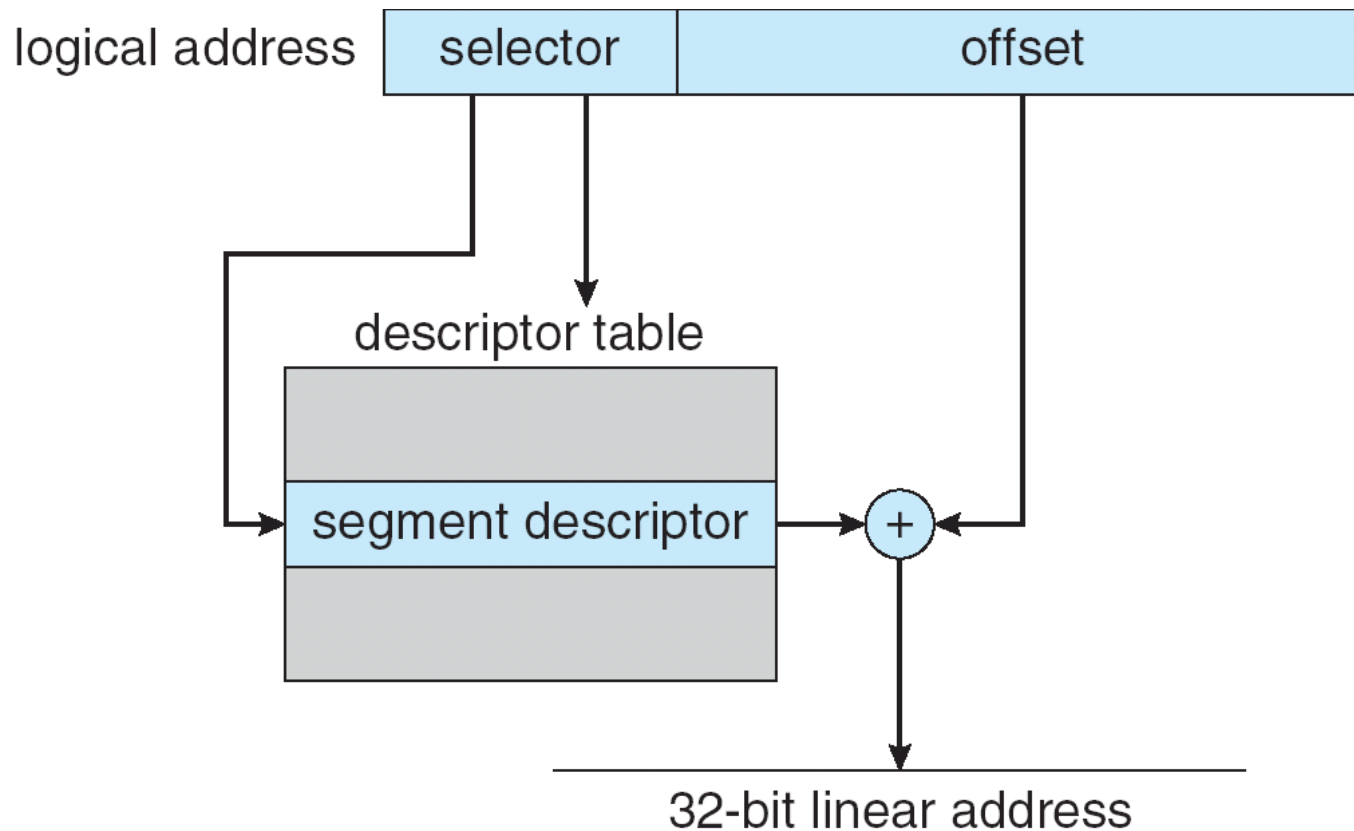 logical address selector offset
descriptor table
segment descriptor +
32-bit linear address